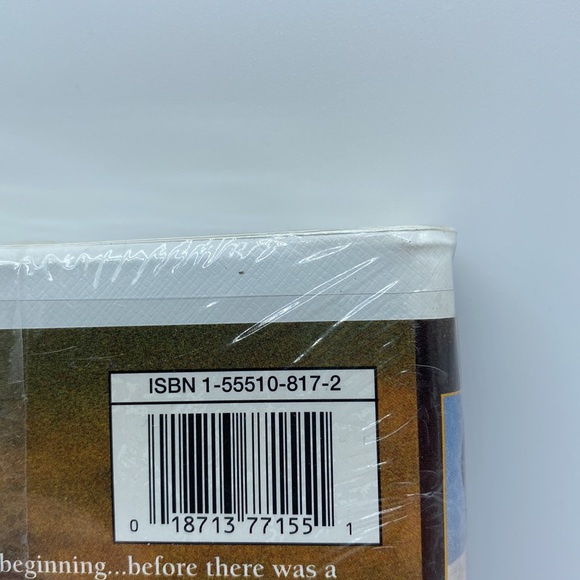 ISBN 1-55510-817-2
0 18713 77155 1
beginning...before there was a